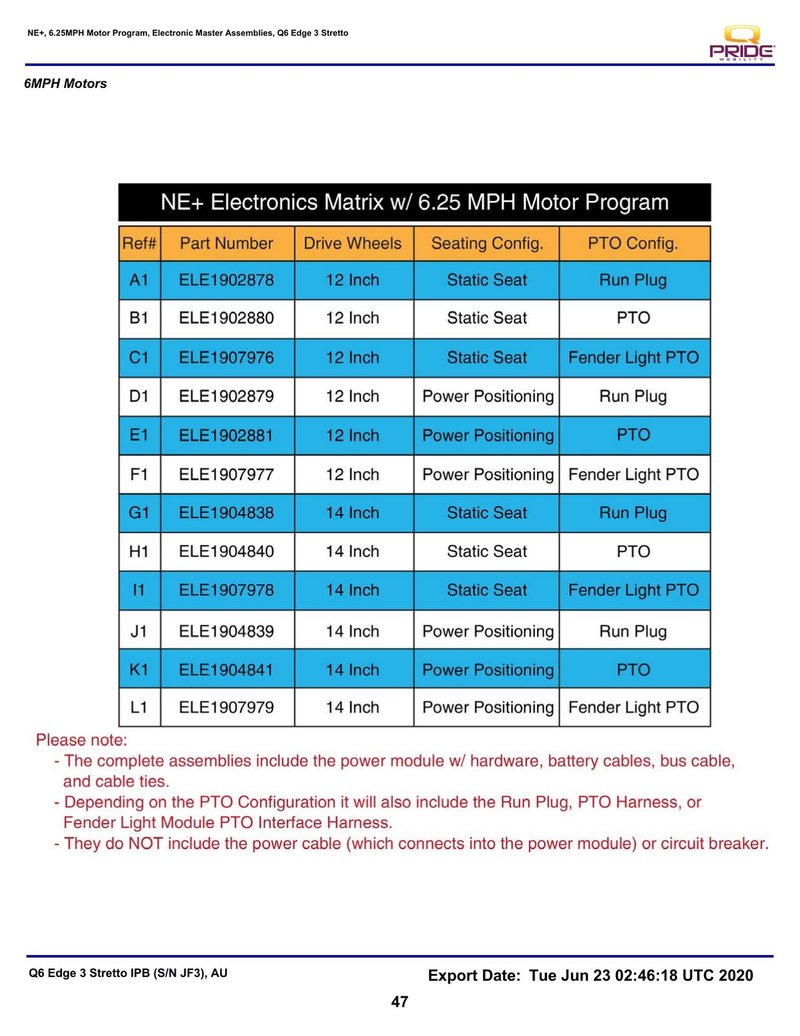 NE+, 6.25MPH Motor Program, Electronic Master Assemblies, Q6 Edge 3 Stretto
Q
PRIDE
MOBILITY
6MPH Motors
NE+ Electronics Matrix w/ 6.25 MPH Motor Program
Ref# Part Number Drive Wheels Seating Config. PTO Config.
A1 ELE1902878 12 Inch Static Seat Run Plug
B1 ELE1902880 12 Inch Static Seat PTO
C1 ELE1907976 12 Inch Static Seat Fender Light PTO
D1 ELE1902879 12 Inch Power Positioning Run Plug
E1 ELE1902881 12 Inch Power Positioning PTO
F1 ELE1907977 12 Inch Power Positioning Fender Light PTO
G1 ELE1904838 14 Inch Static Seat Run Plug
H1 ELE1904840 14 Inch Static Seat PTO
I1 ELE1907978 14 Inch Static Seat Fender Light PTO
J1 ELE1904839 14 Inch Power Positioning Run Plug
K1 ELE1904841 14 Inch Power Positioning PTO
L1 ELE1907979 14 Inch Power Positioning Fender Light PTO
Please note:
- The complete assemblies include the power module w/ hardware, battery cables, bus cable,
and cable ties.
- Depending on the PTO Configuration it will also include the Run Plug, PTO Harness, or
Fender Light Module PTO Interface Harness.
- They do NOT include the power cable (which connects into the power module) or circuit breaker.
Q6 Edge 3 Stretto IPB (S/N JF3), AU
Export Date: Tue Jun 23 02:46:18 UTC 2020
47